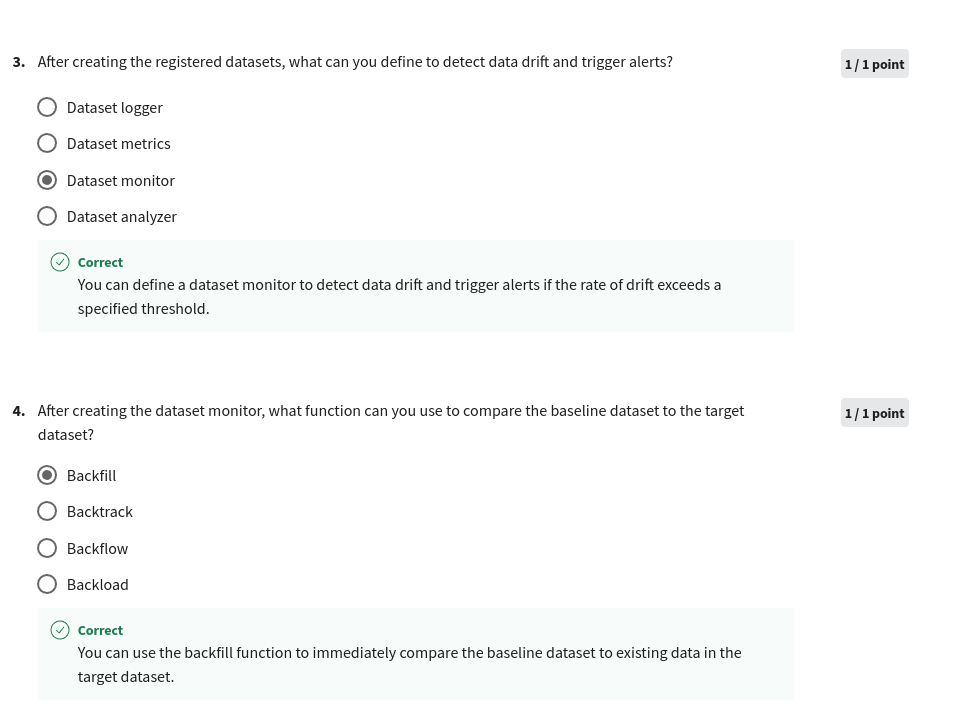 3. After creating the registered datasets, what can you define to detect data drift and trigger alerts?
1 / 1 point
Dataset logger
Dataset metrics
Dataset monitor
Dataset analyzer
Correct
You can define a dataset monitor to detect data drift and trigger alerts if the rate of drift exceeds a
specified threshold.
4. After creating the dataset monitor, what function can you use to compare the baseline dataset to the target
dataset?
1 / 1 point
Backfill
Backtrack
Backflow
Backload
Correct
You can use the backfill function to immediately compare the baseline dataset to existing data in the
target dataset.